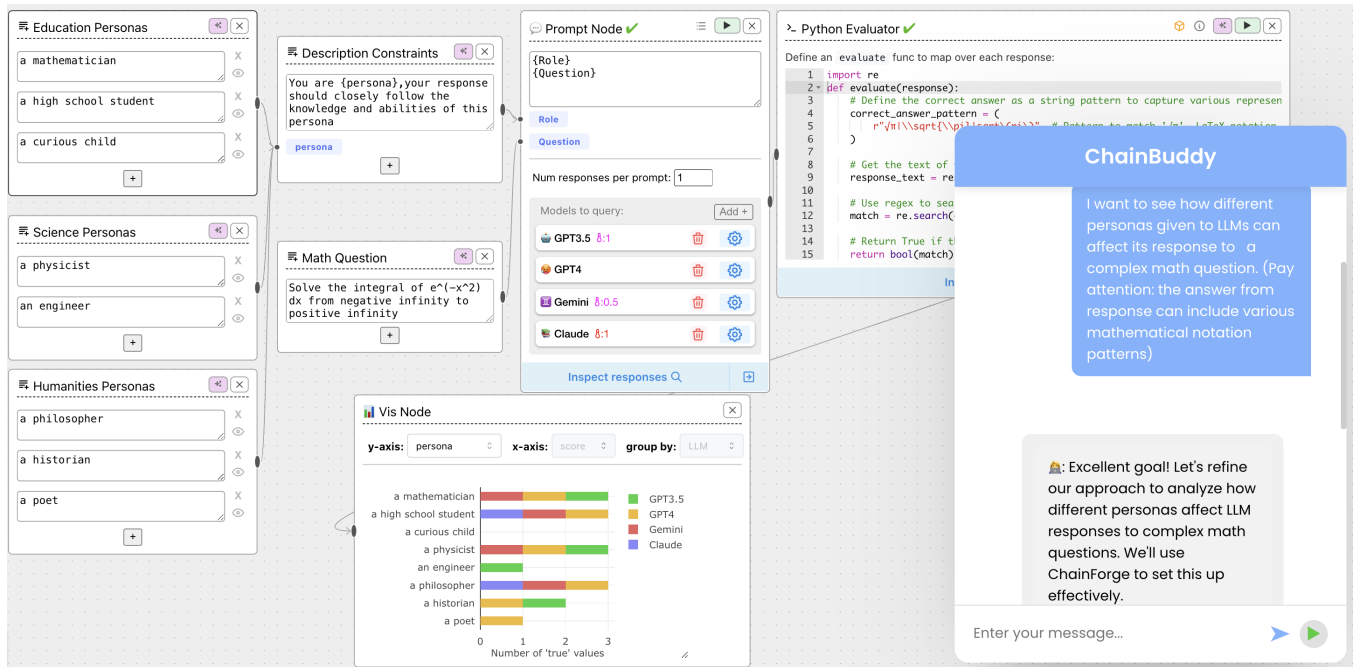 Education Personas
a mathematician
a high school student
a curious child
Science Personas
a physicist
an engineer
Humanities Personas
a philosopher
a historian
a poet
Description Constraints
You are {persona},your response
should closely follow the
knowledge and abilities of this
persona
persona
Math Question
Solve the integral of e^(-x^2)
dx from negative infinity to
positive infinity
Prompt Node
{Role}
{Question}
Role
Question
Num responses per prompt: 1
Models to query: Add +
GPT3.5 :1
GPT4
Gemini :0.5
Claude :1
Inspect responses
Python Evaluator
Define an evaluate func to map over each response:
1 import re
2 def evaluate(response):
3 # Define the correct answer as a string pattern to capture various represen
4 correct_answer_pattern = (
5
6 )
7
8 # Get the text of
9 response_text = re
10
11 # Use regex to sea
12 match = re.search(
13
14 # Return True if th
15 return bool(match)
In
Vis Node
y-axis: persona x-axis: score group by: LLM
a mathematician
a high school student
a curious child
a physicist
an engineer
a philosopher
a historian
a poet
0 1 2 3
Number of 'true' values
GPT3.5
GPT4
Gemini
Claude
ChainBuddy
I want to see how different
personas given to LLMs can
affect its response to a
complex math question. (Pay
attention: the answer from
response can include various
mathematical notation
patterns)
: Excellent goal! Let's refine
our approach to analyze how
different personas affect LLM
responses to complex math
questions. We'll use
ChainForge to set this up
effectively.
Enter your message...